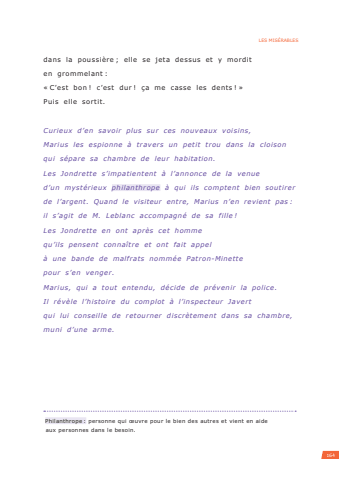 LES MISÉRABLES
dans la poussière ; elle se jeta dessus et y mordit
en grommelant :
« C’est bon ! c’est dur ! ça me casse les dents ! »
Puis elle sortit.
Curieux d’en savoir plus sur ces nouveaux voisins,
Marius les espionne à travers un petit trou dans la cloison
qui sépare sa chambre de leur habitation.
Les Jondrette s’impatientent à l’annonce de la venue
d’un mystérieux philanthrope à qui ils comptent bien soutirer
de l’argent. Quand le visiteur entre, Marius n’en revient pas :
il s’agit de M. Leblanc accompagné de sa fille !
Les Jondrette en ont après cet homme
qu’ils pensent connaître et ont fait appel
à une bande de malfrats nommée Patron-Minette
pour s’en venger.
Marius, qui a tout entendu, décide de prévenir la police.
Il révèle l’histoire du complot à l’inspecteur Javert
qui lui conseille de retourner discrètement dans sa chambre,
muni d’une arme.
Philanthrope : personne qui œuvre pour le bien des autres et vient en aide
aux personnes dans le besoin.